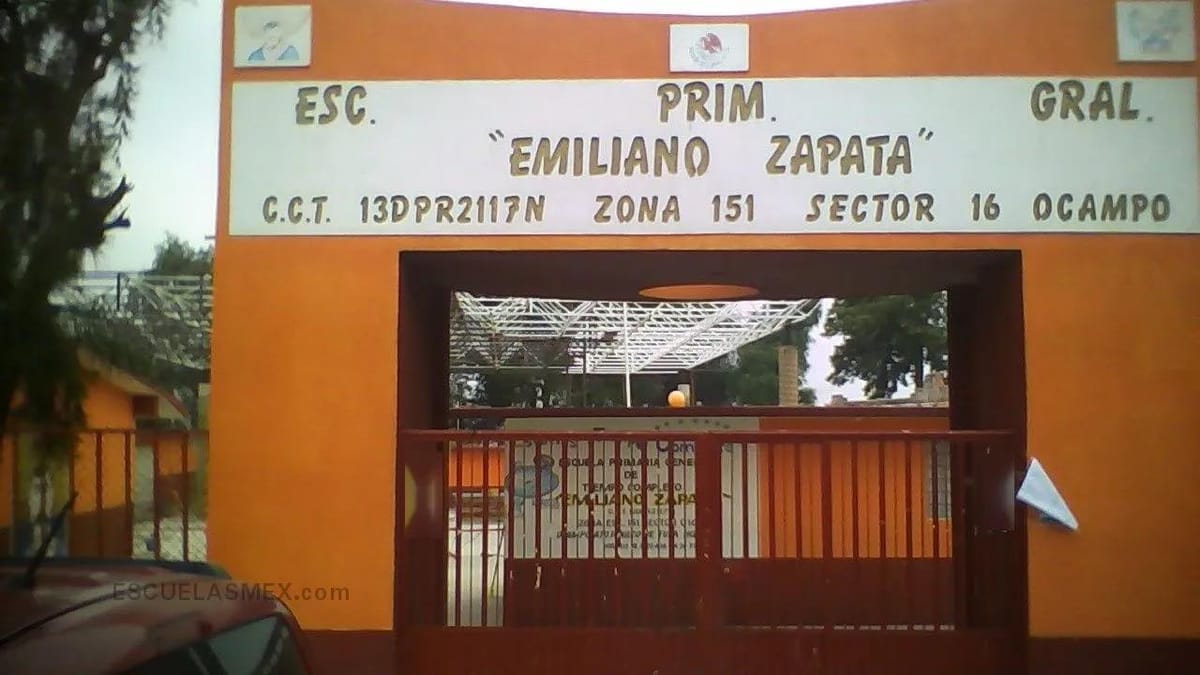 ESC. PRIM. GRAL.
"EMILIANO ZAPATA"
C.C.T. 13DPR2117N ZONA 151 SECTOR 16 OCAMPO
ESCUELA PRIMARIA GENER
DE
TIEMPO COMPLETO
"EMILIANO ZAPA
ESCUELASMEX.com